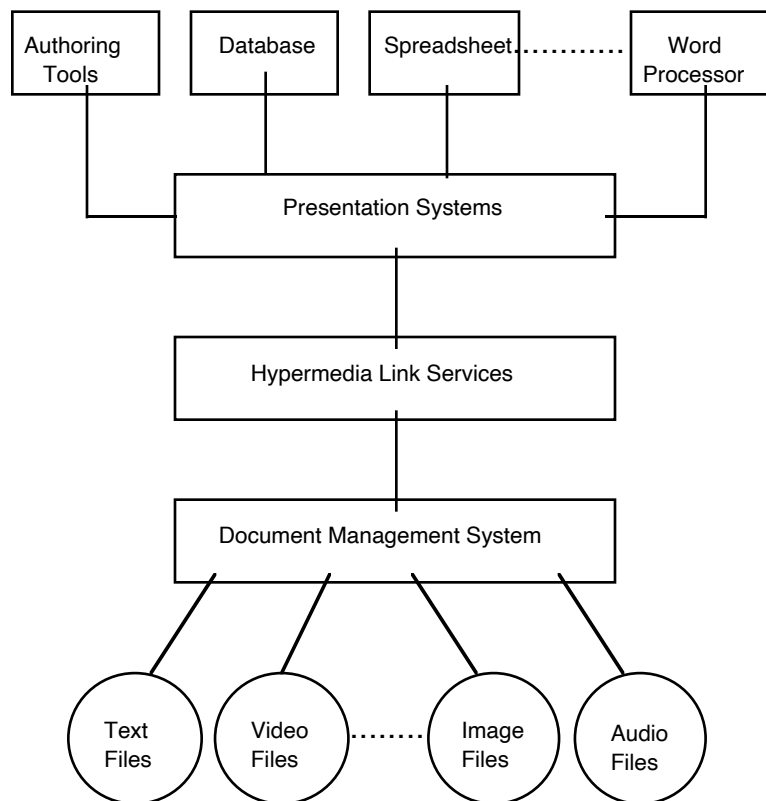 Authoring
Tools
Database
Spreadsheet
Word
Processor
Presentation Systems
Hypermedia Link Services
Document Management System
Text
Files
Video
Files
Image
Files
Audio
Files